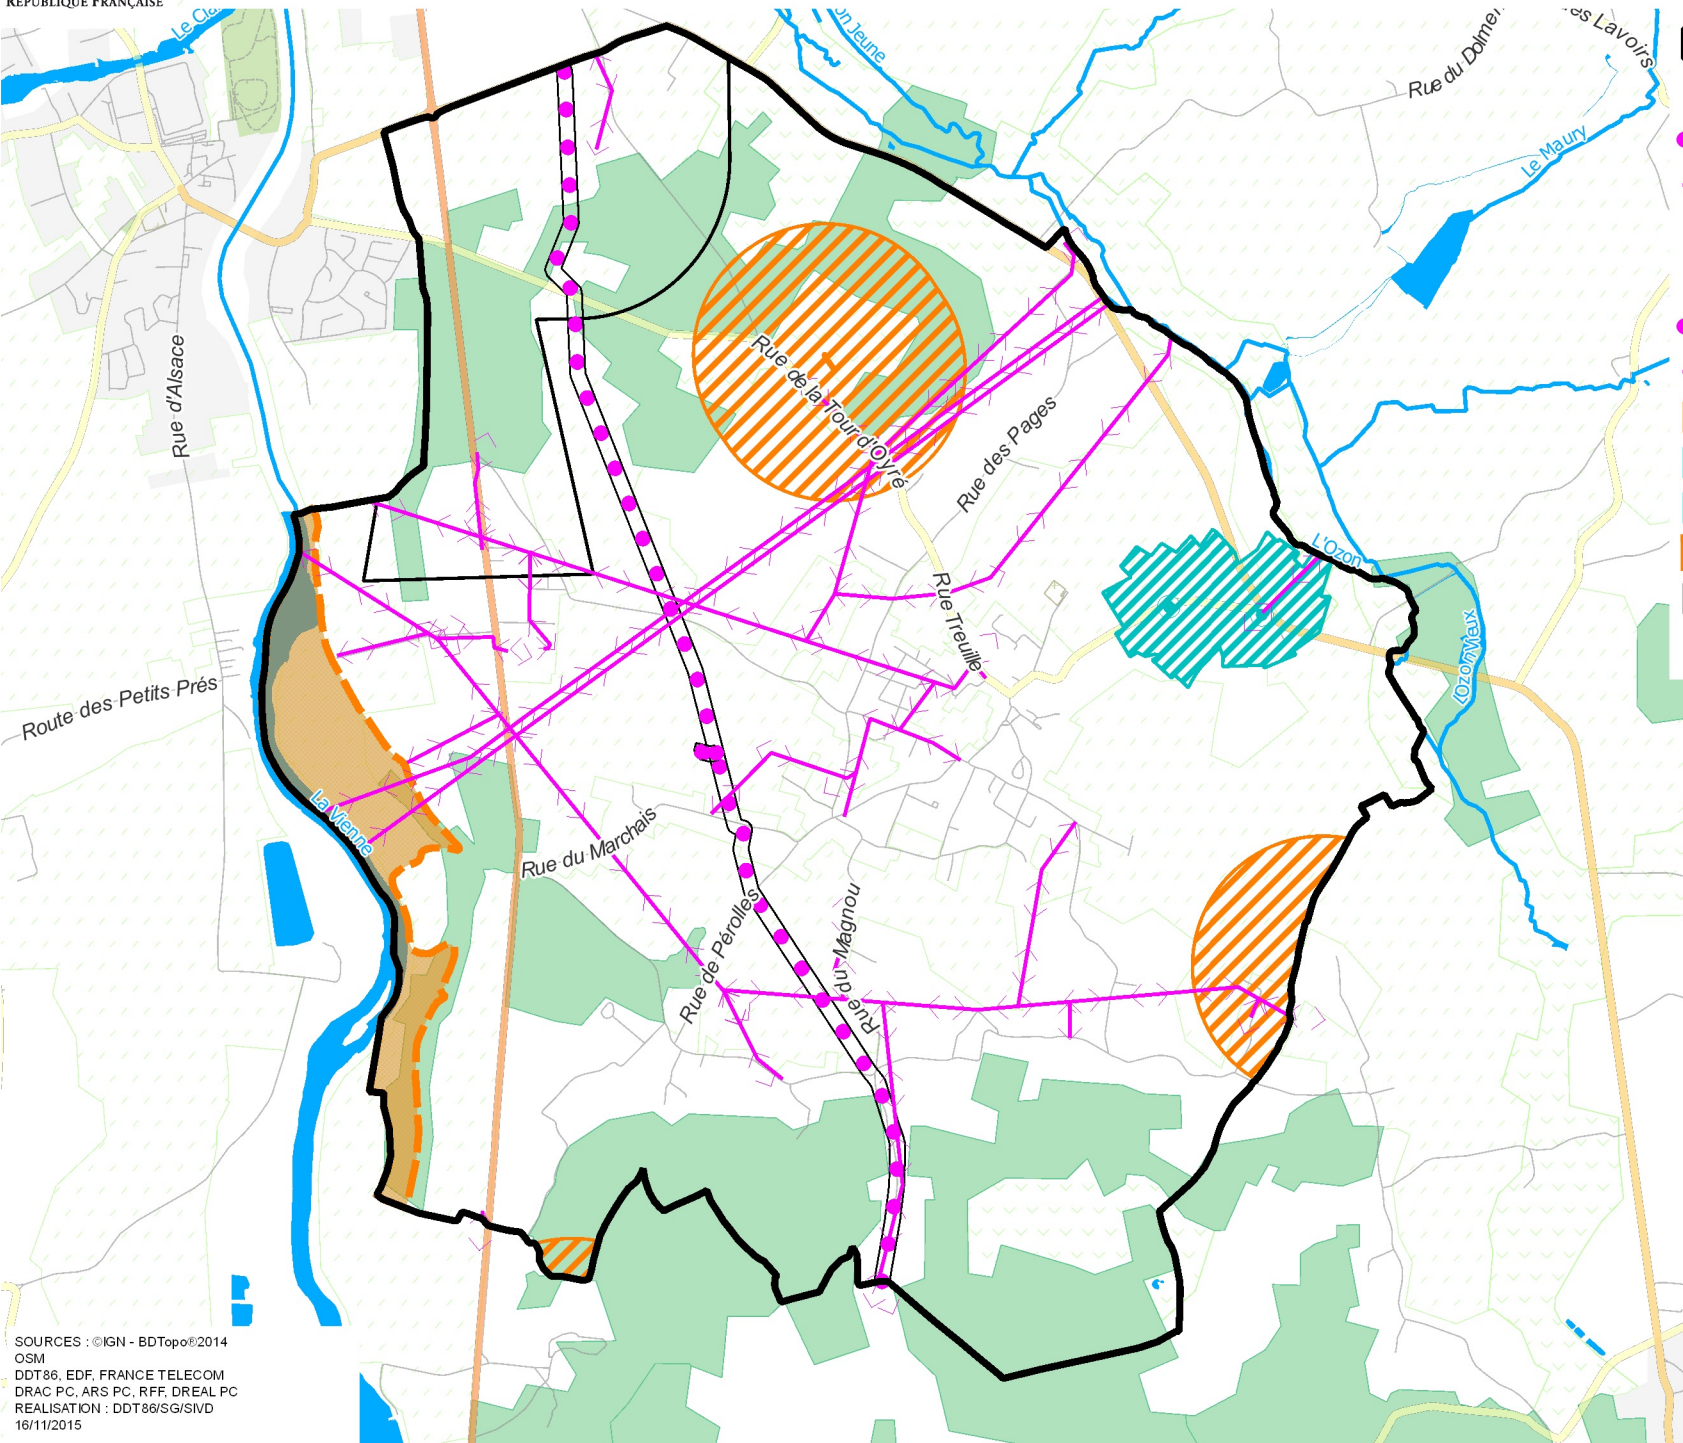 RÉPUBLIQUE FRANÇAISE
Le Cla
on Jeune
es Lavoirs
Rue du Dolmen
Le Maury
Rue d'Alsace
Rue de la Tour d'Oyré
Rue des Pages
L'Ozon
Rue Treuille
L'Ozon Vieux
Route des Petits Prés
La Vienne
Rue du Marchais
Rue de Pérolles
Rue du Magnou
SOURCES : ©IGN - BDTopo®2014
OSM
DDT86, EDF, FRANCE TELECOM
DRAC PC, ARS PC, RFF, DREAL PC
REALISATION : DDT86/SG/SIVD
16/11/2015